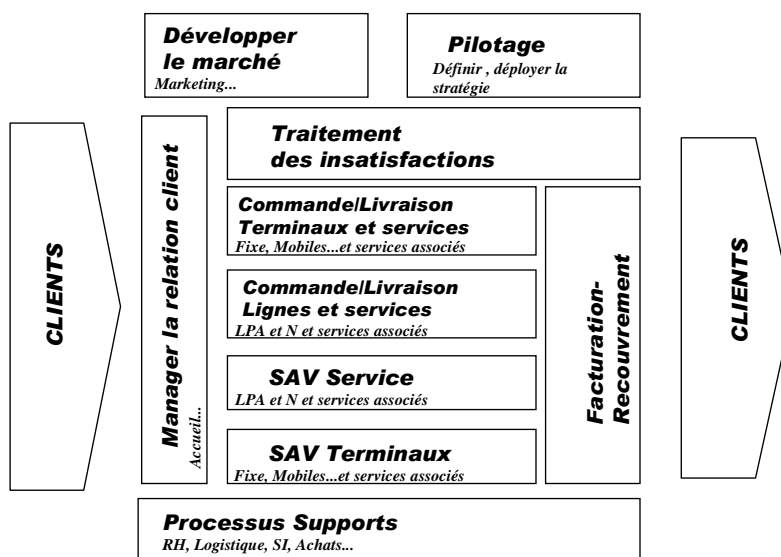 Développer
le marché
Marketing...
Pilotage
Définir , déployer la
stratégie
CLIENTS
Manager la relation client
Accueil...
Traitement
des insatisfactions
Commande/Livraison
Terminaux et services
Fixe, Mobiles...et services associés
Commande/Livraison
Lignes et services
LPA et N et services associés
SAV Service
LPA et N et services associés
SAV Terminaux
Fixe, Mobiles...et services associés
Facturation-
Recouvrement
CLIENTS
Processus Supports
RH, Logistique, SI, Achats...